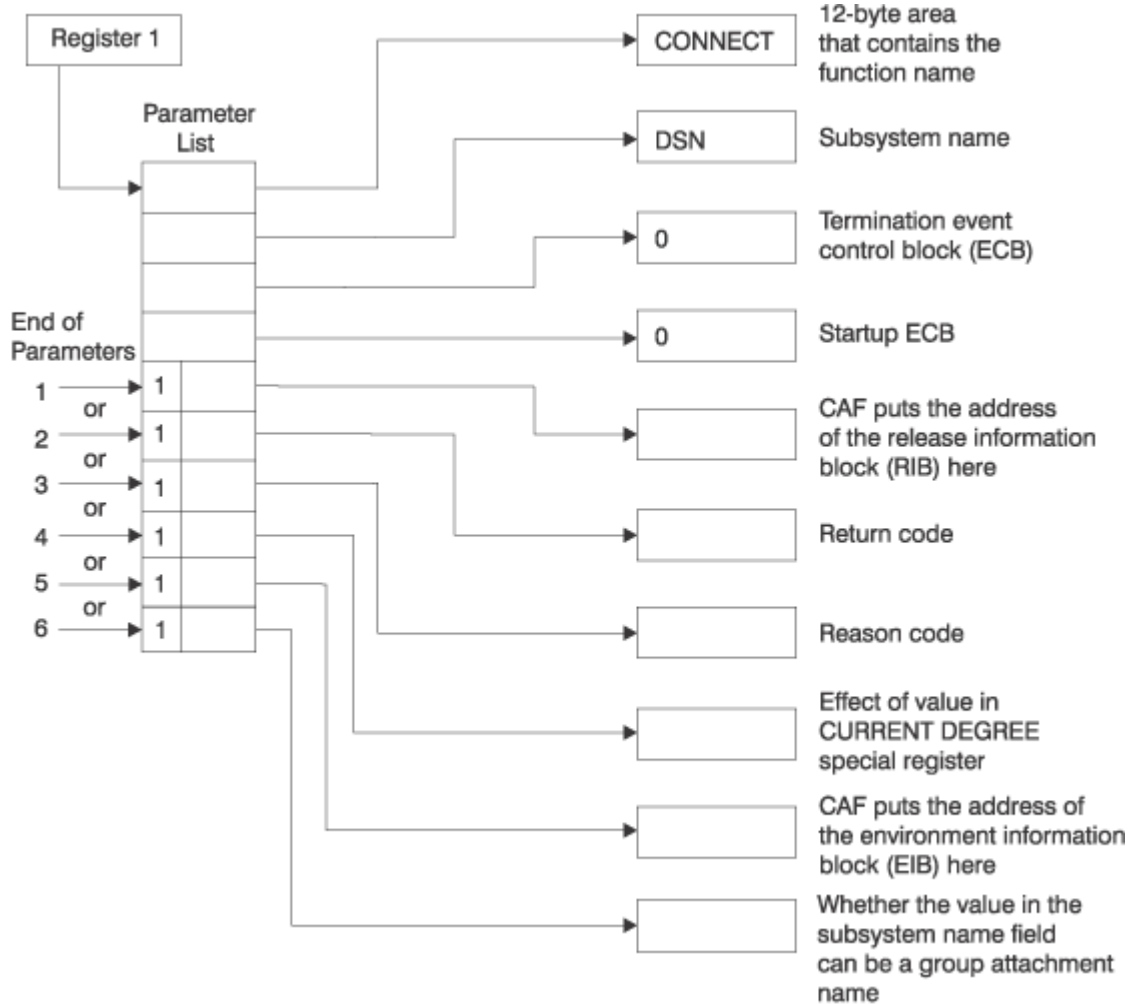 Register 1
Parameter
List
End of
Parameters
1
or
2
or
3
or
4
or
5
or
6
1
1
1
1
1
1
CONNECT
12-byte area
that contains the
function name
DSN
Subsystem name
0
Termination event
control block (ECB)
0
Startup ECB
CAF puts the address
of the release information
block (RIB) here
Return code
Reason code
Effect of value in
CURRENT DEGREE
special register
CAF puts the address of
the environment information
block (EIB) here
Whether the value in the
subsystem name field
can be a group attachment
name